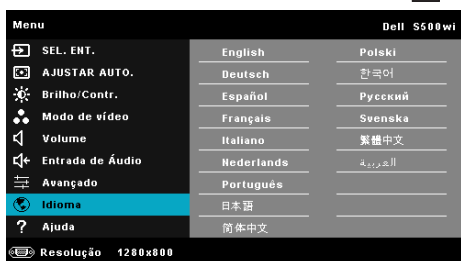 Menu Dell S500wi
SEL. ENT. English Polski
AJUSTAR AUTO. Deutsch 한국어
Brilho/Contr. Español Русский
Modo de vídeo Français Svenska
Volume Italiano 繁體中文
Entrada de Áudio Nederlands العربية
Avançado Português
Idioma 日本語
Ajuda 简体中文
Resolução 1280x800